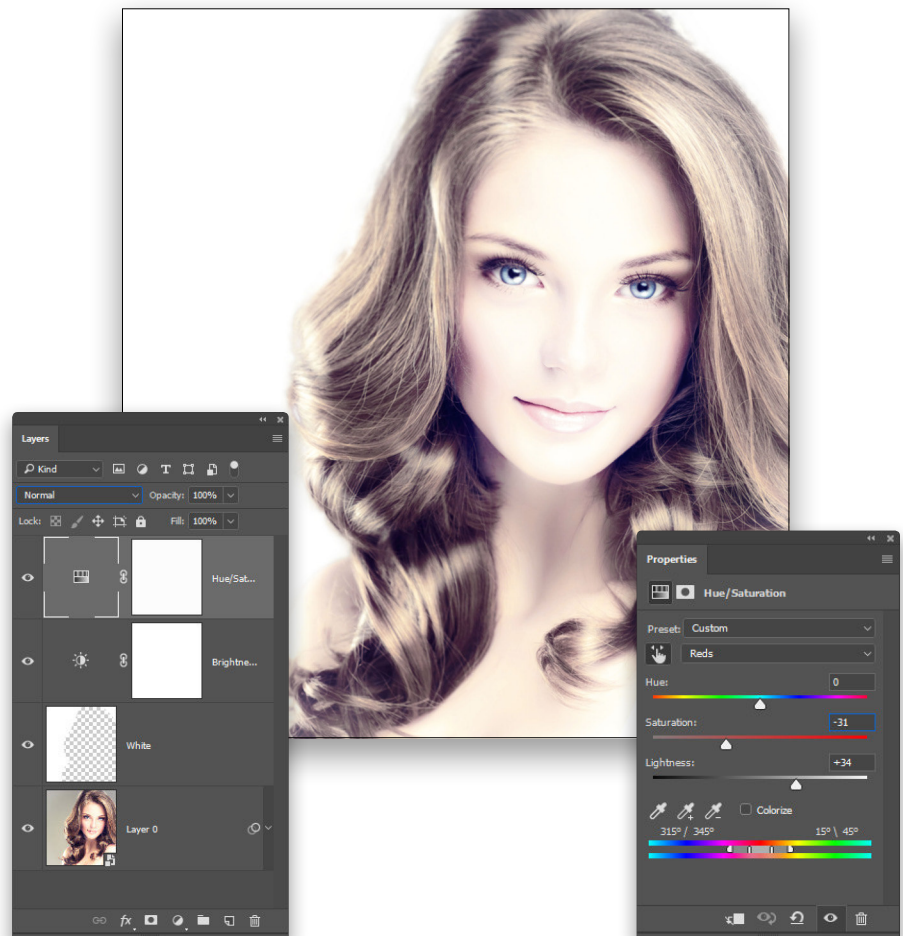 Layers
Kind
Normal
Opacity: 100%
Lock:
Fill: 100%
Hue/Sat...
Brightne...
White
Layer 0
fx
Properties
Hue/Saturation
Preset: Custom
Reds
Hue: 0
Saturation: -31
Lightness: +34
Colorize
315° / 345° 15° \ 45°